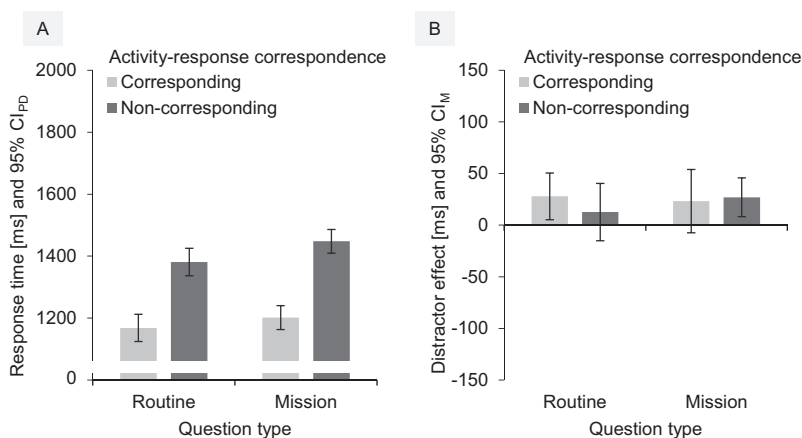 A
Activity-response correspondence
Corresponding
Non-corresponding
Response time [ms] and 95% CI_PD
2000
1800
1600
1400
1200
0
Routine
Mission
Question type
B
Activity-response correspondence
Corresponding
Non-corresponding
Distractor effect [ms] and 95% CI_M
150
100
50
0
-50
-100
-150
Routine
Mission
Question type